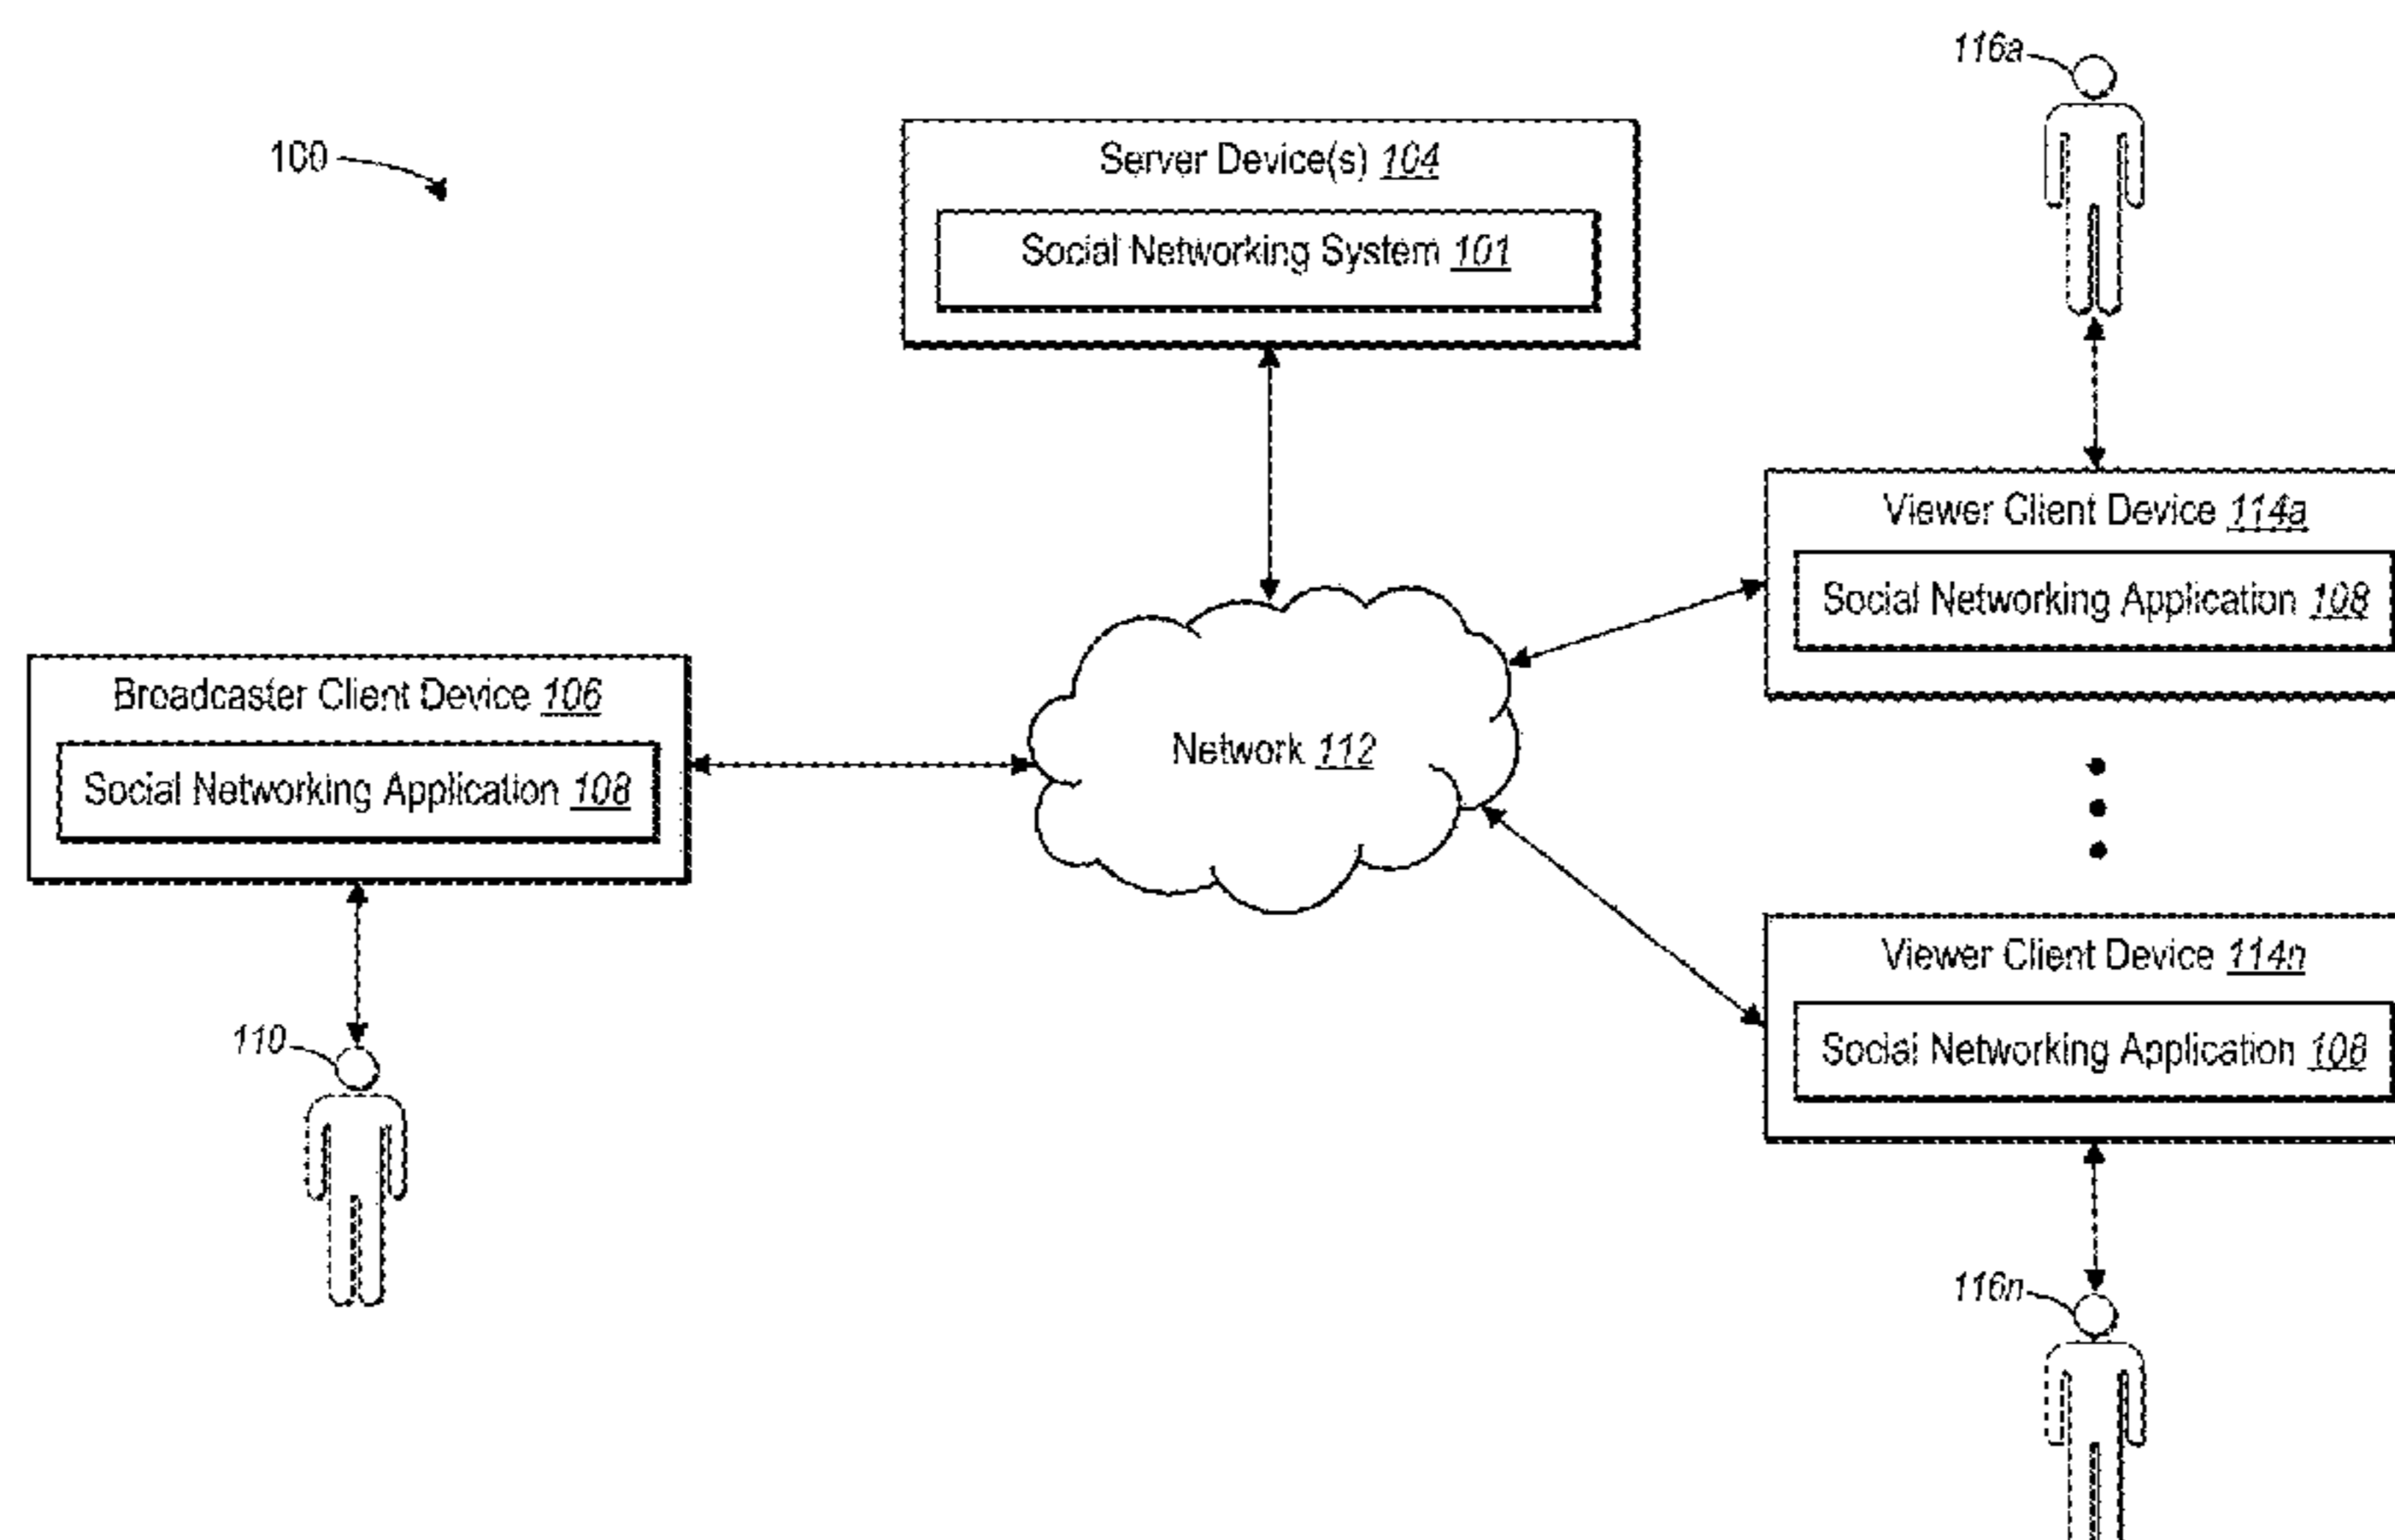 116a
100
Server Device(s) 104
Social Networking System 101
Viewer Client Device 114a
Social Networking Application 108
Broadcaster Client Device 106
Social Networking Application 108
Network 112
Viewer Client Device 114n
Social Networking Application 108
110
116n